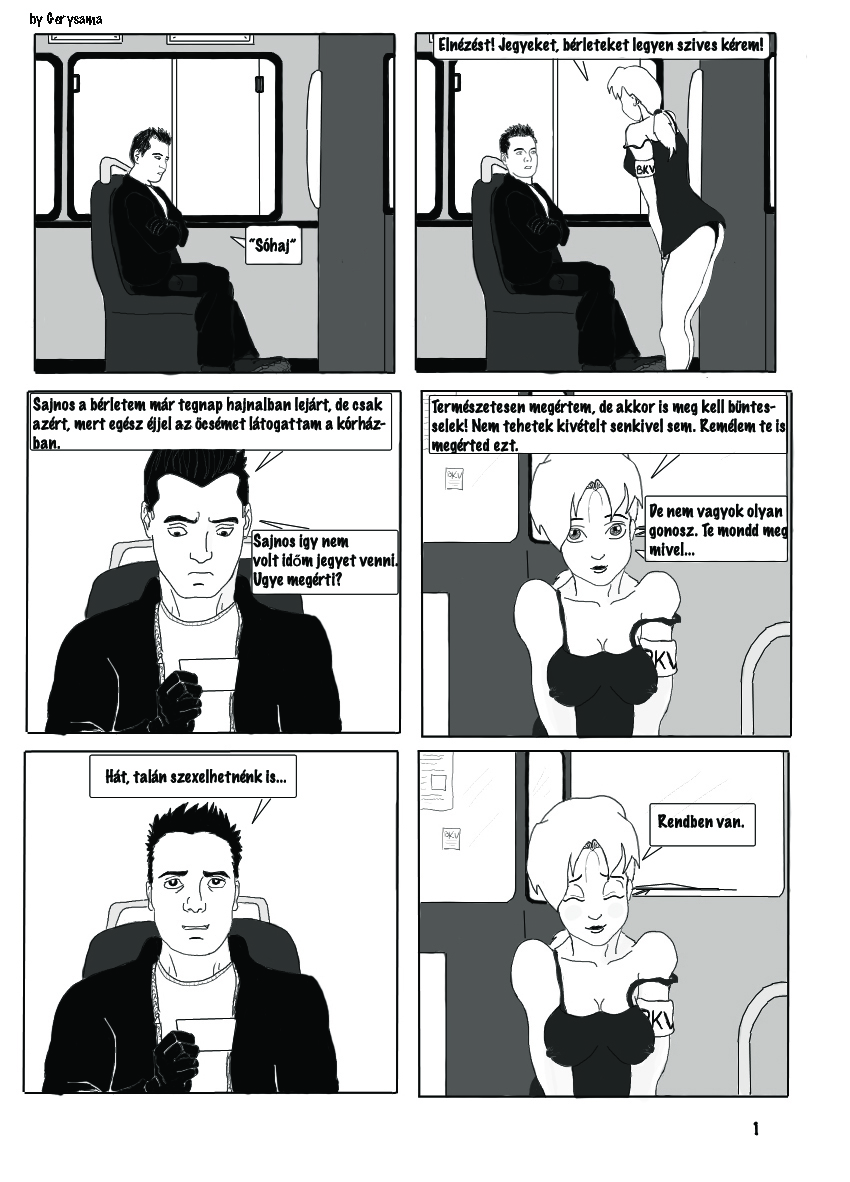 by Gerysama
"Sóhaj"
Elnézést! Jegyeket, bérleteket legyen szives kérem!
BKV
Sajnos a bérletem már tegnap hajnalban lejárt, de csak
azért, mert egész éjjel az öcsémet látogattam a kórház-
ban.
Sajnos igy nem
volt időm jegyet venni.
Ugye megérti?
Természetesen megértem, de akkor is meg kell büntes-
selek! Nem tehetek kivételt senkivel sem. Remélem te is
megérted ezt.
BKV
De nem vagyok olyan
gonosz. Te mondd meg
mivel...
BKV
Hát, talán szexelhetnénk is...
Rendben van.
BKV
BKV
1